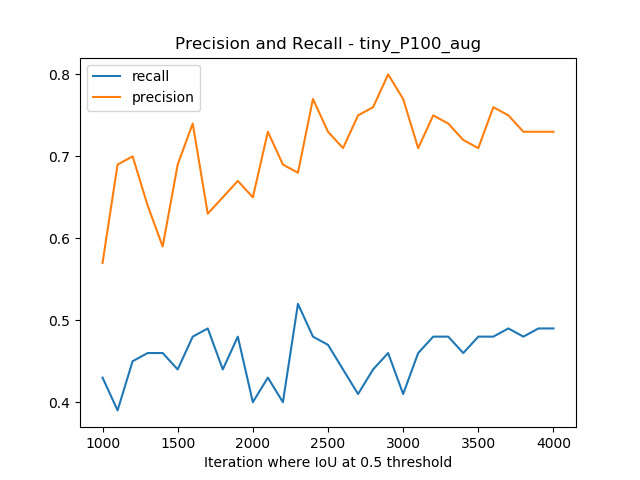 Precision and Recall - tiny_P100_aug
recall
precision
0.8
0.7
0.6
0.5
0.4
1000 1500 2000 2500 3000 3500 4000
Iteration where IoU at 0.5 threshold